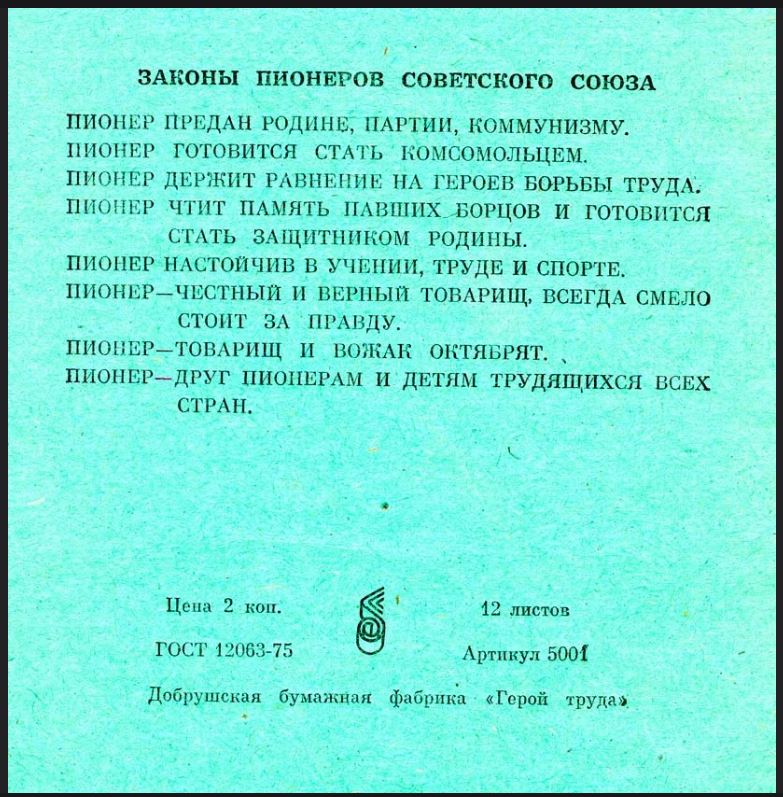 ЗАКОНЫ ПИОНЕРОВ СОВЕТСКОГО СОЮЗА
ПИОНЕР ПРЕДАН РОДИНЕ, ПАРТИИ, КОММУНИЗМУ.
ПИОНЕР ГОТОВИТСЯ СТАТЬ КОМСОМОЛЬЦЕМ.
ПИОНЕР ДЕРЖИТ РАВНЕНИЕ НА ГЕРОЕВ БОРЬБЫ ТРУДА.
ПИОНЕР ЧТИТ ПАМЯТЬ ПАВШИХ БОРЦОВ И ГОТОВИТСЯ
СТАТЬ ЗАЩИТНИКОМ РОДИНЫ.
ПИОНЕР НАСТОЙЧИВ В УЧЕНИИ, ТРУДЕ И СПОРТЕ.
ПИОНЕР—ЧЕСТНЫЙ И ВЕРНЫЙ ТОВАРИЩ, ВСЕГДА СМЕЛО
СТОИТ ЗА ПРАВДУ.
ПИОНЕР—ТОВАРИЩ И ВОЖАК ОКТЯБРЯТ.
ПИОНЕР—ДРУГ ПИОНЕРАМ И ДЕТЯМ ТРУДЯЩИХСЯ ВСЕХ
СТРАН.
Цена 2 коп. 12 листов
ГОСТ 12063-75 Артикул 5001
Добрушская бумажная фабрика «Герой труда»